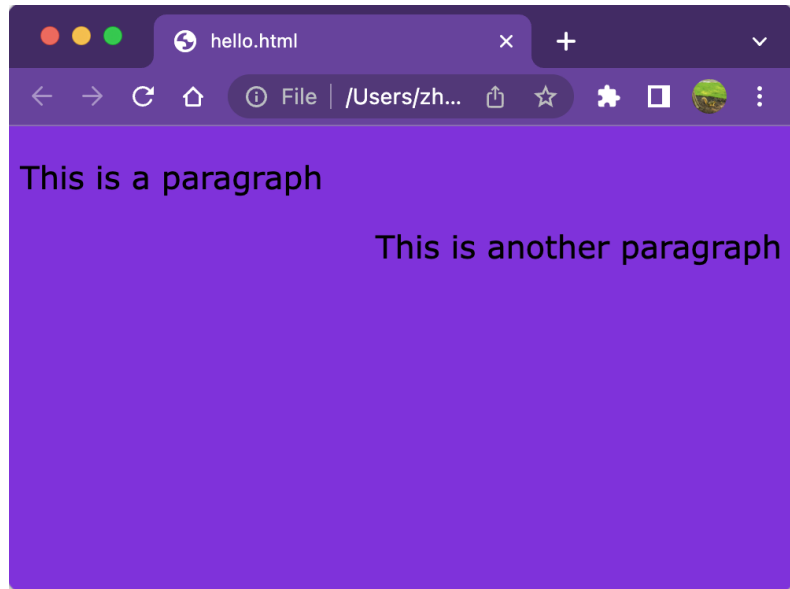 hello.html
File /Users/zh...
This is a paragraph
This is another paragraph